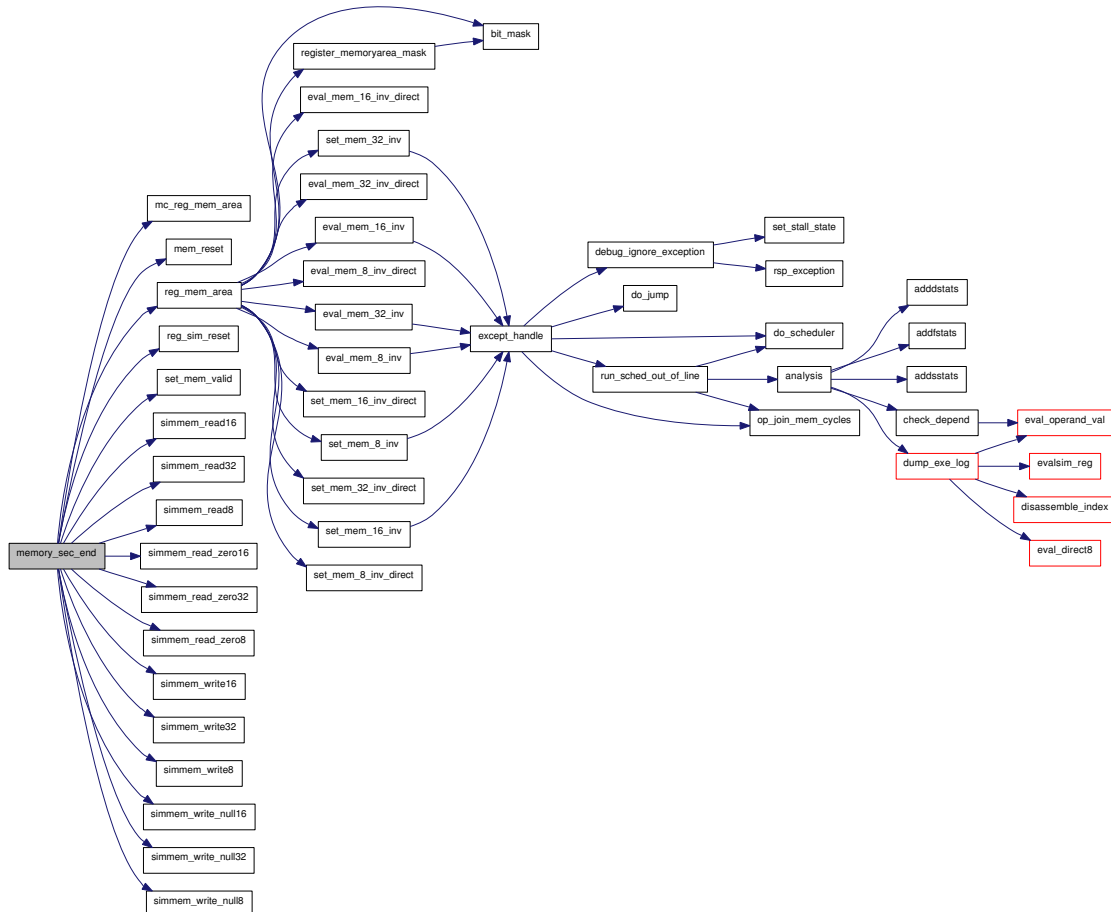 memory_sec_end
mc_reg_mem_area
mem_reset
reg_mem_area
reg_sim_reset
set_mem_valid
simmem_read16
simmem_read32
simmem_read8
simmem_read_zero16
simmem_read_zero32
simmem_read_zero8
simmem_write16
simmem_write32
simmem_write8
simmem_write_null16
simmem_write_null32
simmem_write_null8
register_memoryarea_mask
eval_mem_16_inv_direct
set_mem_32_inv
eval_mem_32_inv_direct
eval_mem_16_inv
eval_mem_8_inv_direct
eval_mem_32_inv
eval_mem_8_inv
set_mem_16_inv_direct
set_mem_8_inv
set_mem_32_inv_direct
set_mem_16_inv
set_mem_8_inv_direct
bit_mask
except_handle
debug_ignore_exception
do_jump
run_sched_out_of_line
set_stall_state
rsp_exception
do_scheduler
analysis
op_join_mem_cycles
adddstats
addfstats
addsstats
check_depend
dump_exe_log
eval_operand_val
evalsim_reg
disassemble_index
eval_direct8